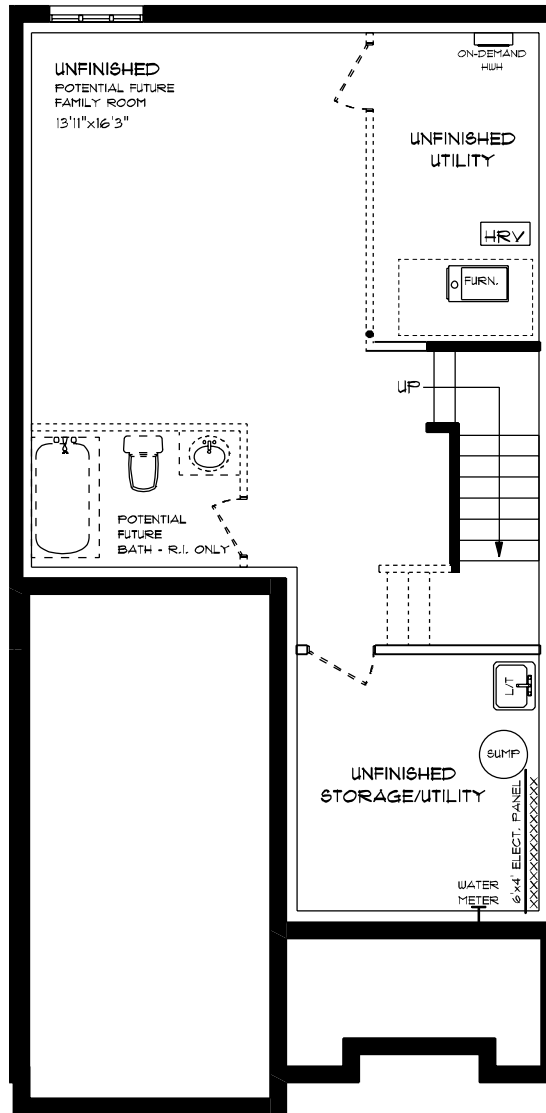 UNFINISHED
POTENTIAL FUTURE
FAMILY ROOM
13'11"x16'3"
ON-DEMAND
HWH
UNFINISHED
UTILITY
HRV
FURN.
UP
POTENTIAL
FUTURE
BATH - R.I. ONLY
L/T
SUMP
UNFINISHED
STORAGE/UTILITY
6'x4' ELECT. PANEL
WATER
METER